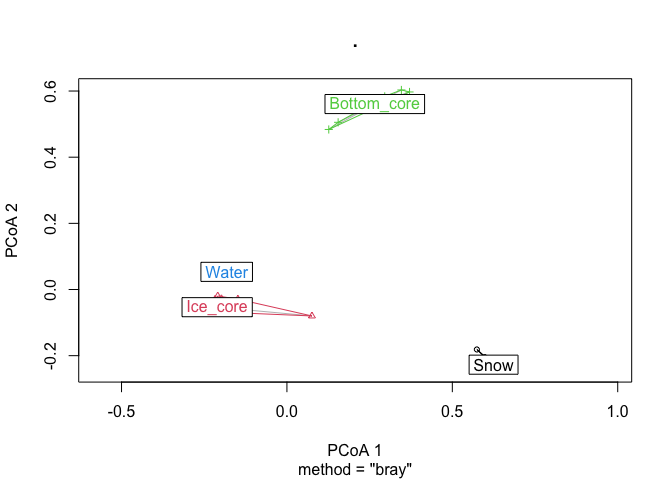 .
0.6
Bottom_core
0.4
PCoA 2
0.2
Water
0.0
Ice_core
-0.2
Snow
-0.5 0.0 0.5 1.0
PCoA 1
method = "bray"